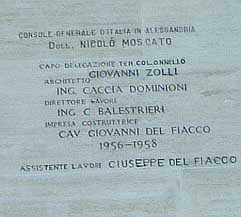 CONSOLE GENERALE D'ITALIA IN ALESSANDRIA
DOTT. NICOLÒ MOSCATO
CAPO DELEGAZIONE TEN. COLONNELLO
GIOVANNI ZOLLI
ARCHITETTO
ING. CACCIA DOMINIONI
DIRETTORE LAVORI
ING. C. BALESTRIERI
IMPRESA COSTRUTTRICE
CAV. GIOVANNI DEL FIACCO
1956-1958
ASSISTENTE LAVORI GIUSEPPE DEL FIACCO